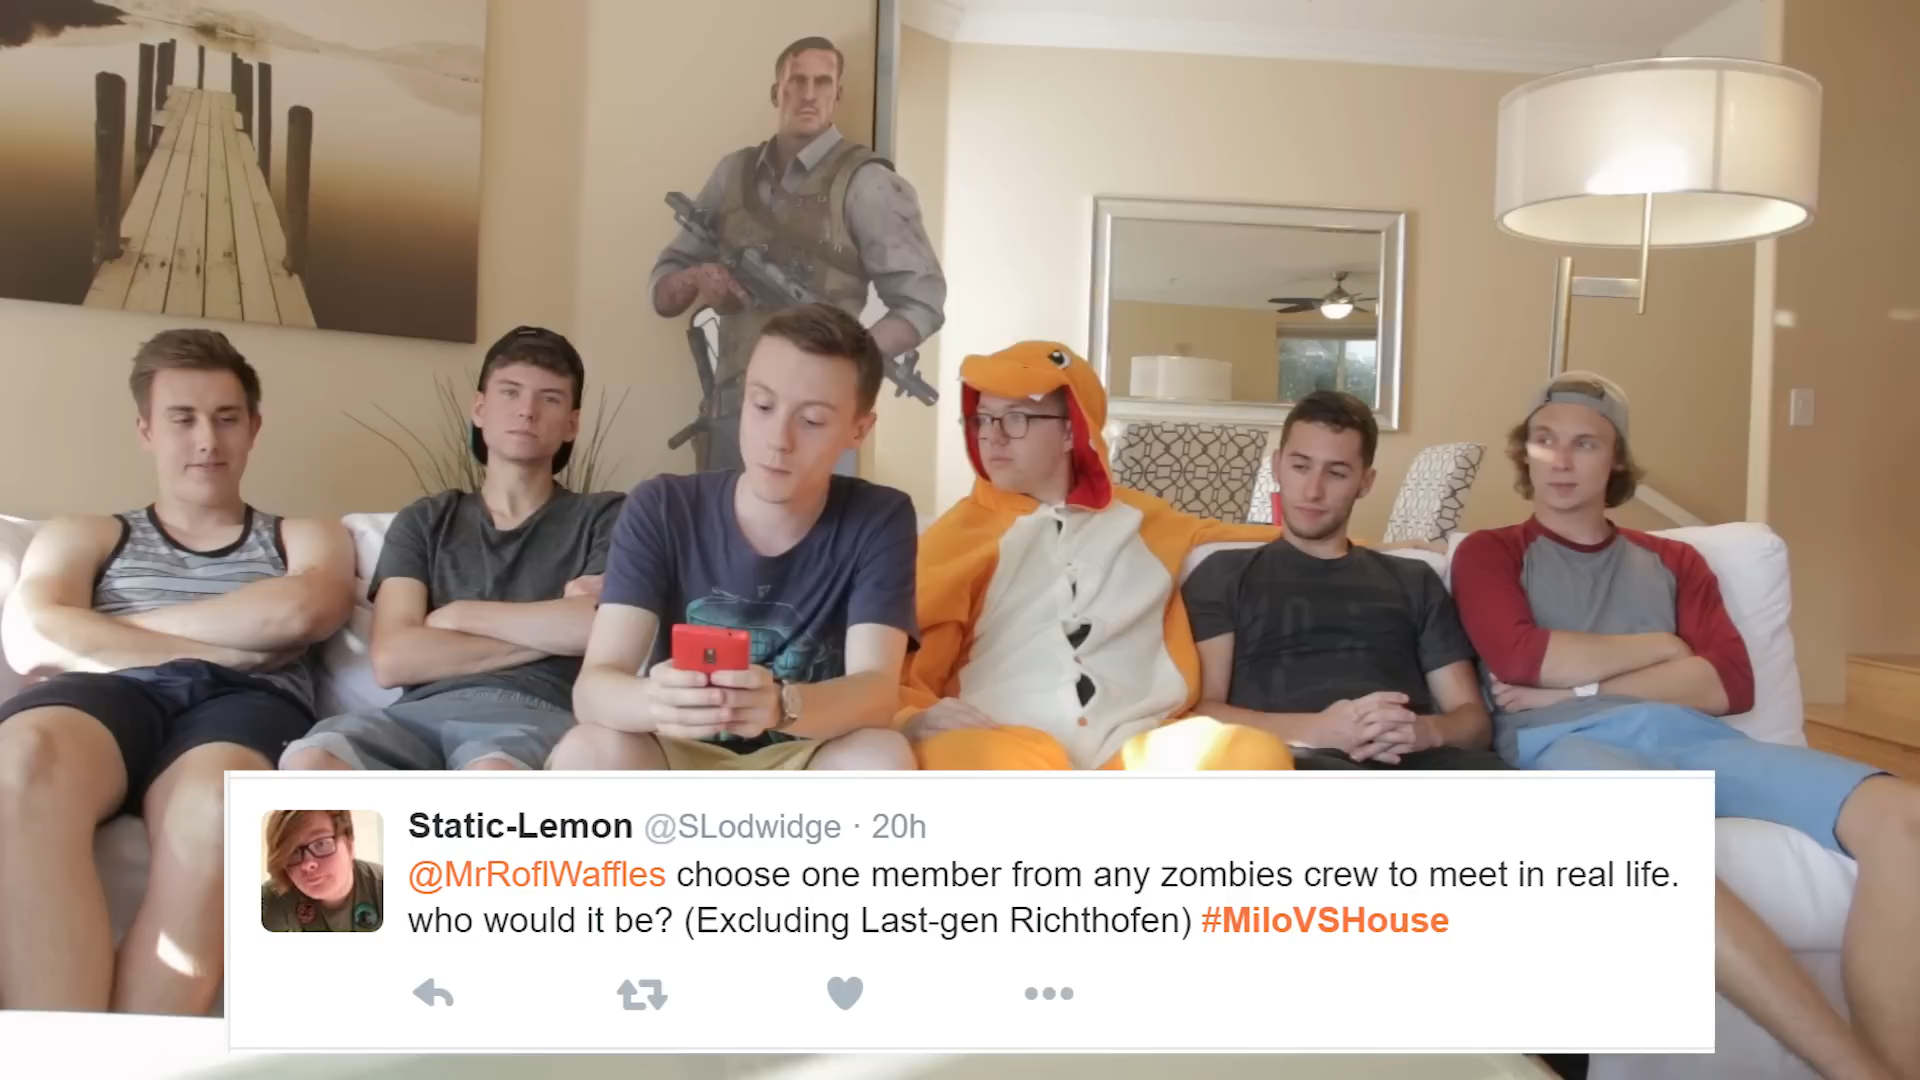 Static-Lemon @SLodwidge · 20h
@MrRoflWaffles choose one member from any zombies crew to meet in real life.
who would it be? (Excluding Last-gen Richthofen) #MiloVSHouse